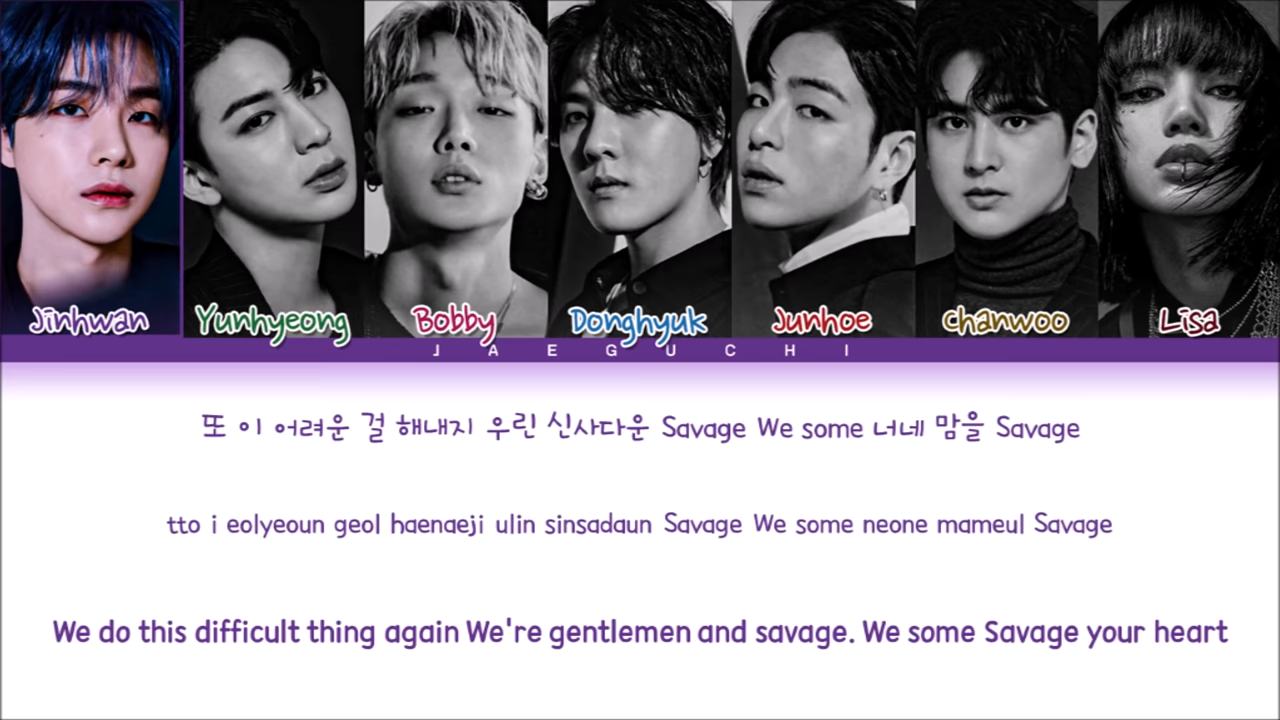 Jinhwan Yunhyeong Bobby Donghyuk Junhoe chanwoo Lisa
JAEGUCHI
또 이 어려운 걸 해내지 우린 신사다운 Savage We some 너네 맘을 Savage
tto i eolyeoun geol haenaeji ulin sinsadaun Savage We some neone mameul Savage
We do this difficult thing again We're gentlemen and savage. We some Savage your heart